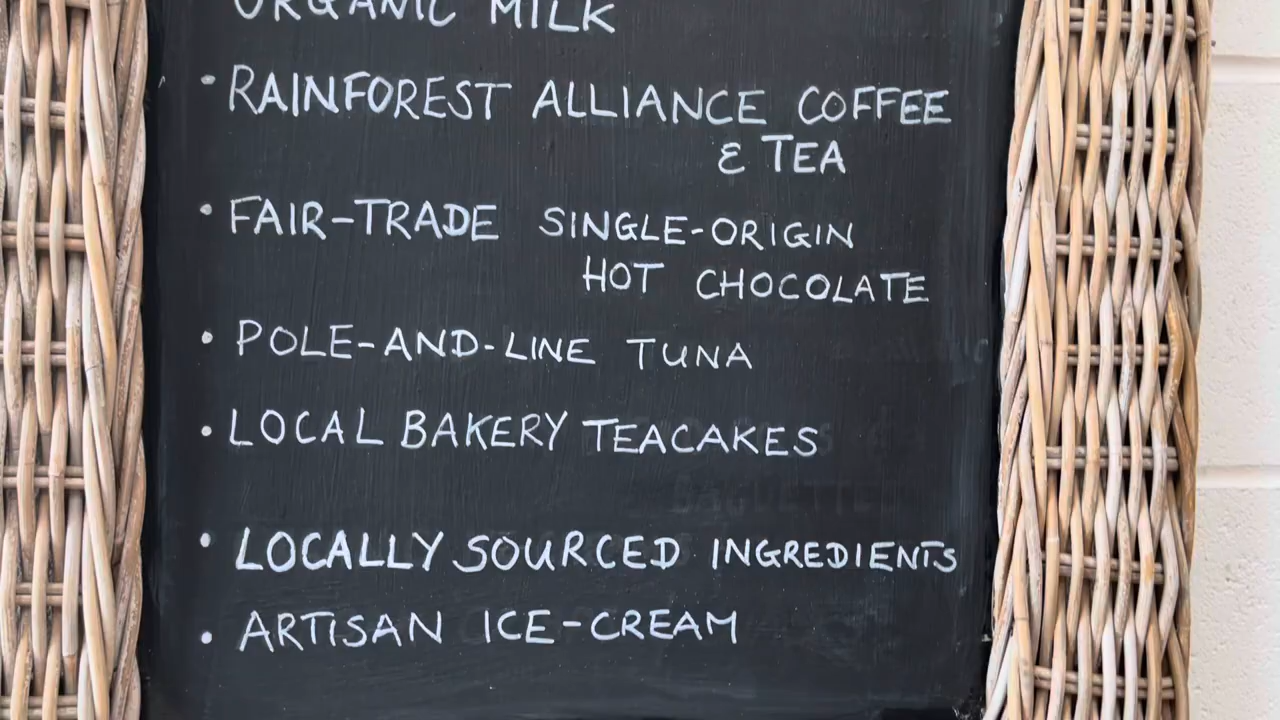 ORGANIC MILK
• RAINFOREST ALLIANCE COFFEE
& TEA
• FAIR-TRADE SINGLE-ORIGIN
HOT CHOCOLATE
• POLE-AND-LINE TUNA
• LOCAL BAKERY TEACAKES
• LOCALLY SOURCED INGREDIENTS
• ARTISAN ICE-CREAM